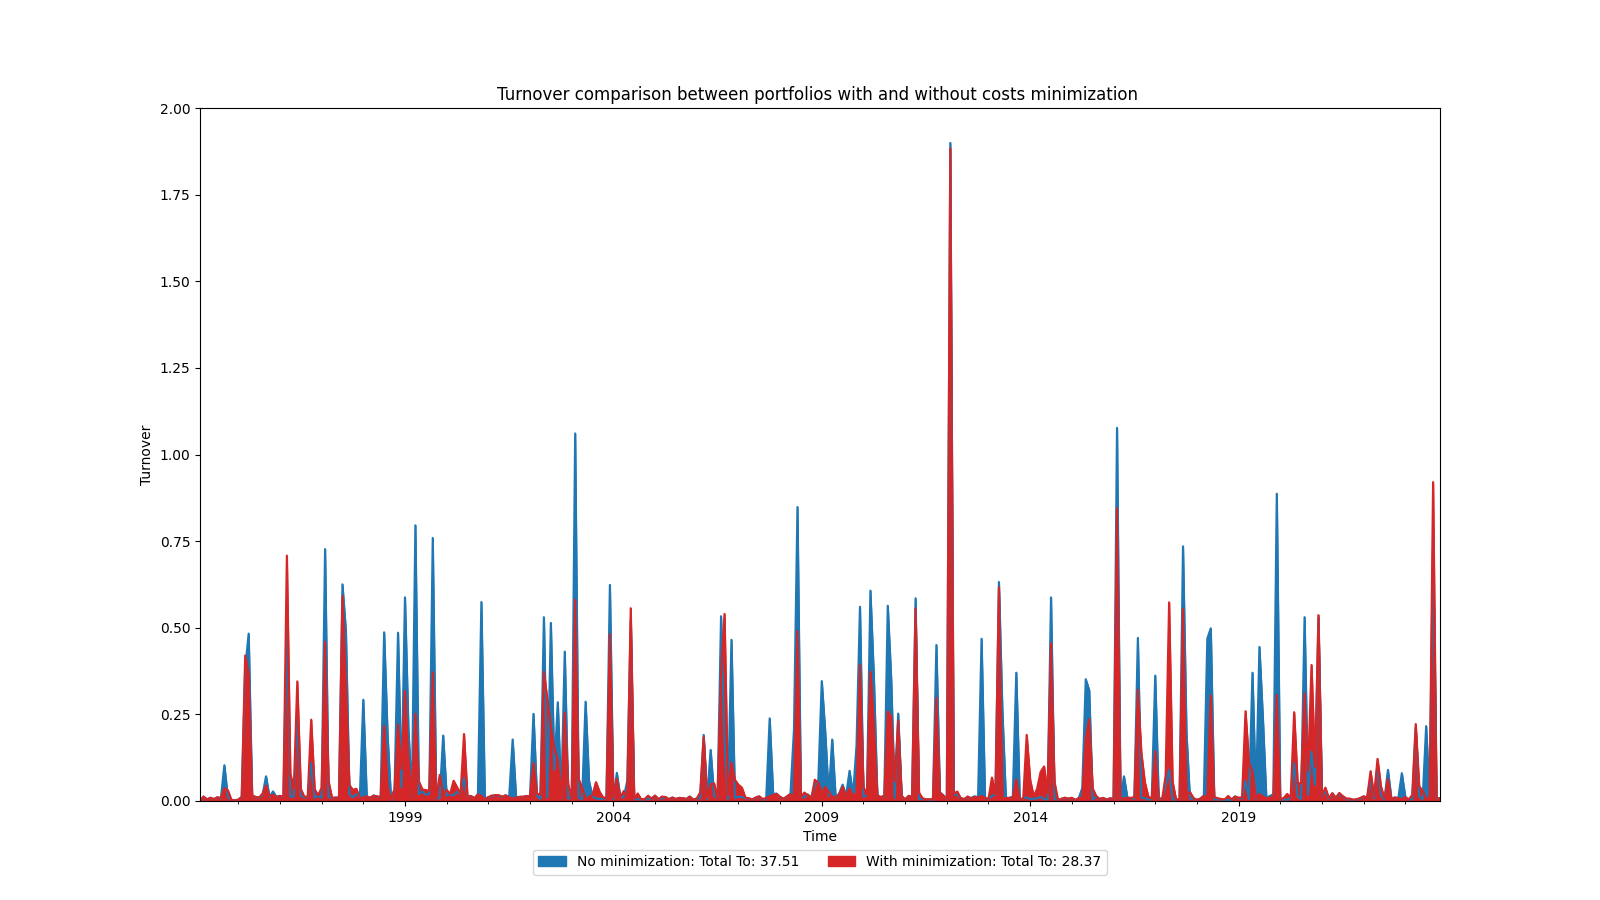 Turnover comparison between portfolios with and without costs minimization
2.00
1.75
1.50
1.25
1.00
0.75
0.50
0.25
0.00
Turnover
1999 2004 2009 2014 2019
Time
No minimization: Total To: 37.51 With minimization: Total To: 28.37